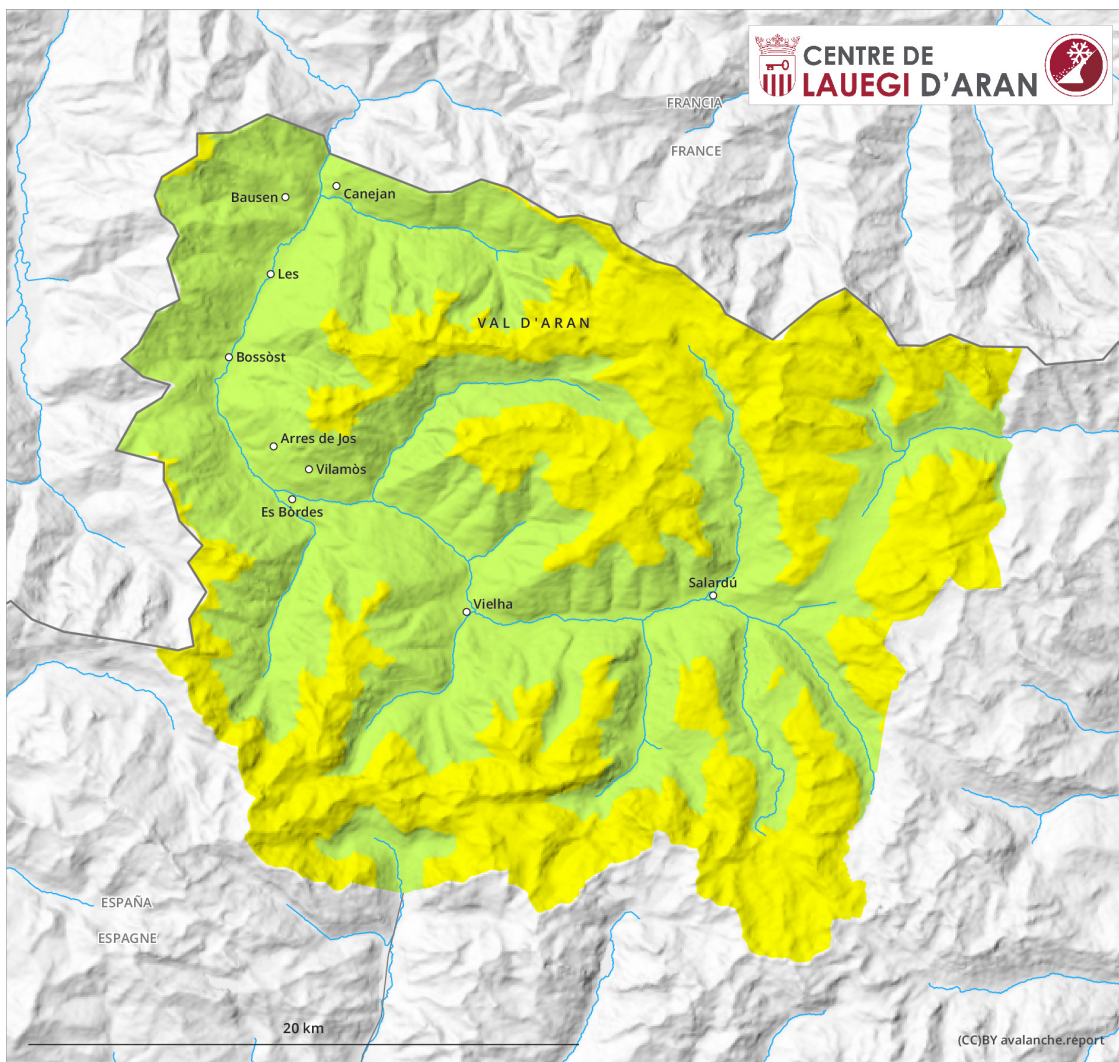 CENTRE DE
LAUEGI D'ARAN
FRANCIA
FRANCE
Bausen
Canejan
Les
VAL D'ARAN
Bossòst
Arres de Jos
Vilamòs
Es Bòrdes
Salardú
Vielha
ESPAÑA
ESPAGNE
20 km
(CC)BY avalanche.report